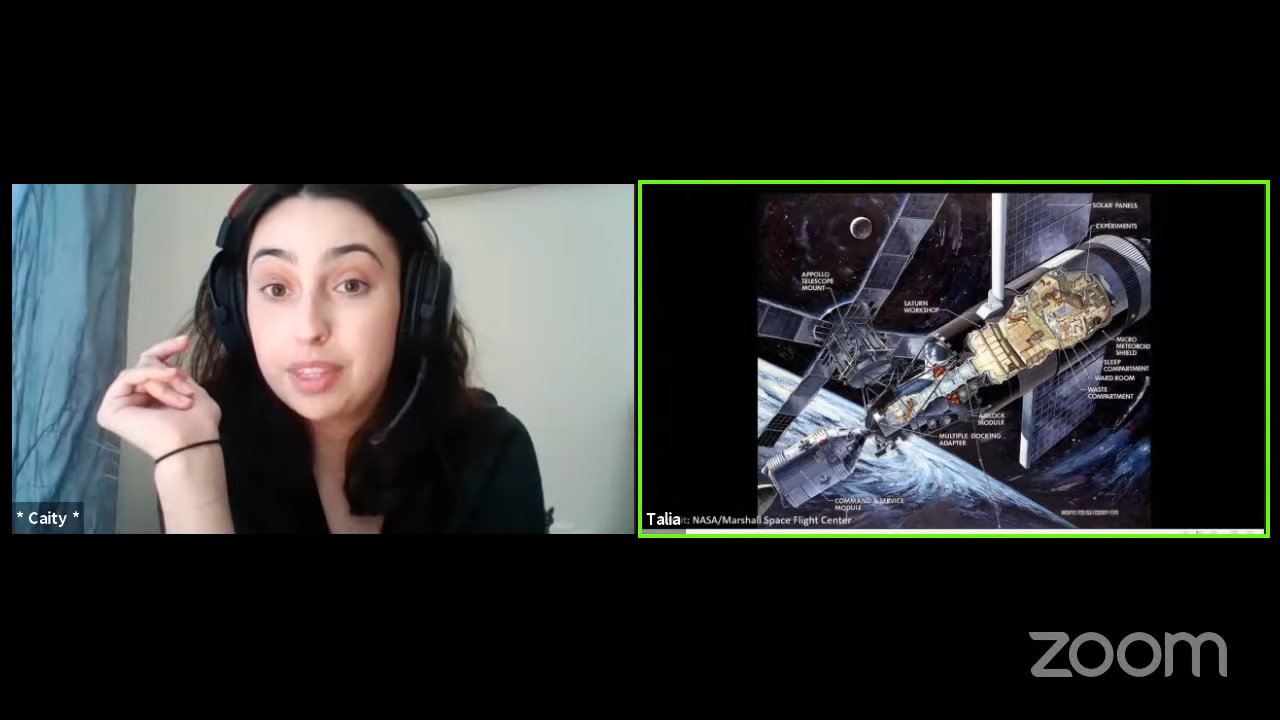 SOLAR PANELS
EXPERIMENTS
APPOLLO
TELESCOPE
MOUNT
SATURN
WORKSHOP
MICRO
METEOROID
SHIELD
SLEEP
COMPARTMENT
WARD ROOM
WASTE
COMPARTMENT
AIRLOCK
MODULE
MULTIPLE DOCKING
ADAPTER
COMMAND & SERVICE
MODULE
* Caity *
Talia
: NASA/Marshall Space Flight Center
zoom